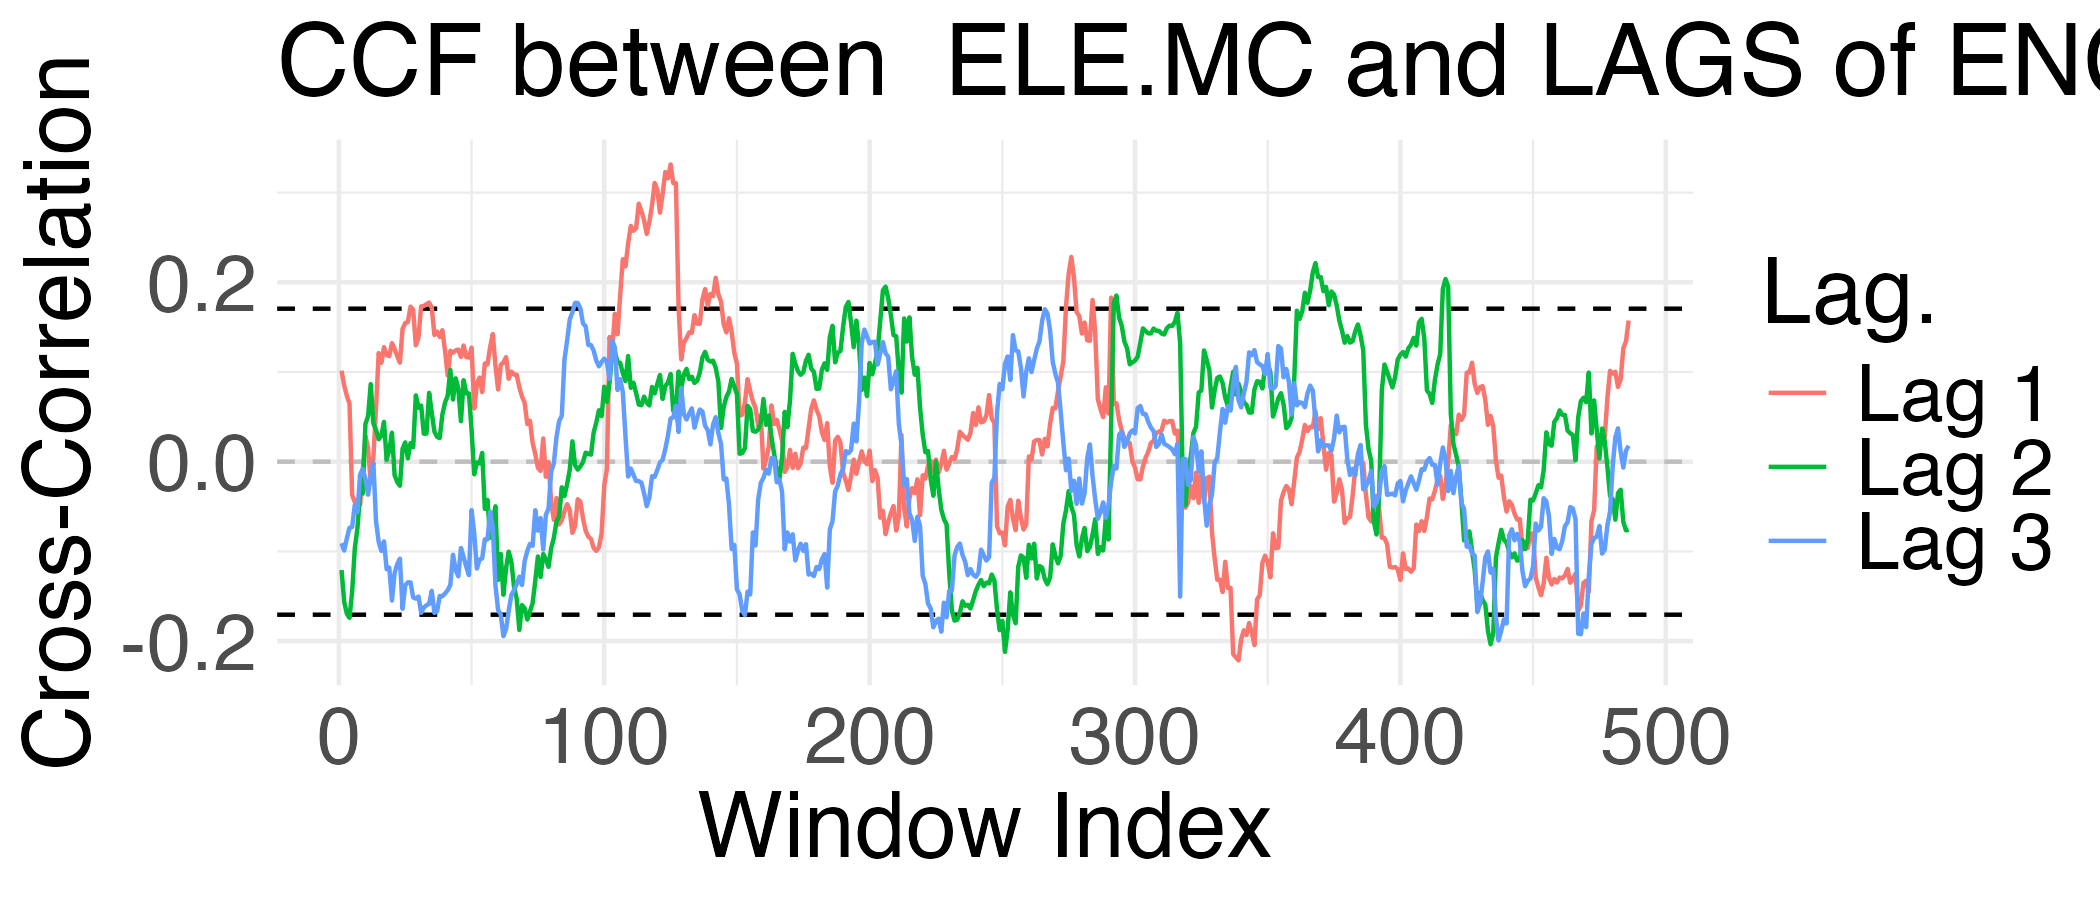 CCF between  ELE.MC and LAGS of EN
Cross-Correlation
0.2
0.0
-0.2
0
100
200
300
400
500
Window Index
Lag.
Lag 1
Lag 2
Lag 3